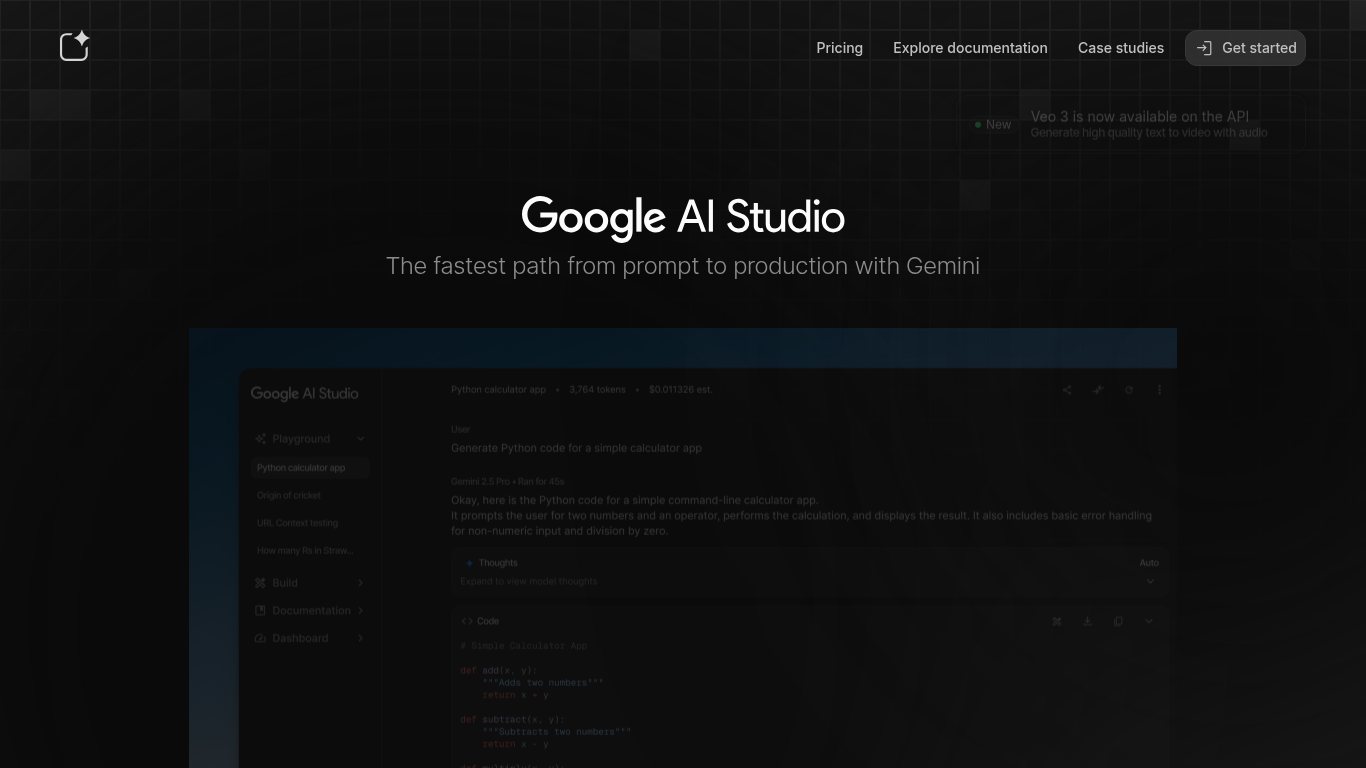 Pricing
Explore documentation
Case studies
Get started
New
Veo 3 is now available on the API
Generate high quality text to video with audio
Google AI Studio
The fastest path from prompt to production with Gemini
Google AI Studio
Playground
Python calculator app
Origin of cricket
URL Context testing
How many Rs in Straw...
Build
Documentation
Dashboard
Python calculator app • 3,764 tokens • $0.011326 est.
User
Generate Python code for a simple calculator app
Gemini 2.5 Pro • Ran for 45s
Okay, here is the Python code for a simple command-line calculator app.
It prompts the user for two numbers and an operator, performs the calculation, and displays the result. It also includes basic error handling
for non-numeric input and division by zero.
Thoughts
Auto
Expand to view model thoughts
Code
# Simple Calculator App
def add(x, y):
"""Adds two numbers"""
return x + y
def subtract(x, y):
"""Subtracts two numbers"""
return x - y